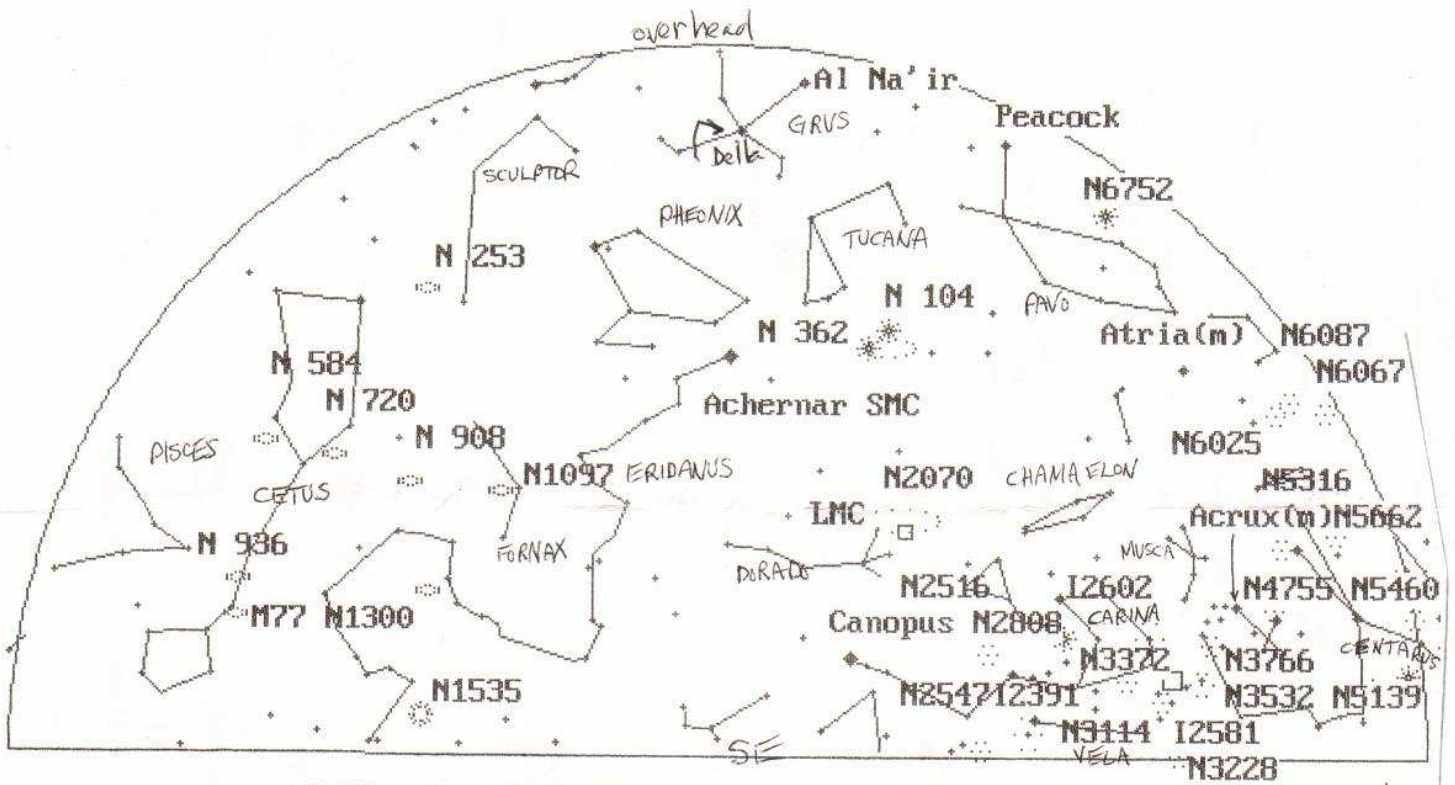 overhead
Al Na'ir
GRUS
Peacock
Delta
SCULPTOR
N6752
PHEONIX
TUCANA
N 253
N 104
PAVO
N 362
Atria(m)
N6087
N 584
N6067
N 720
Achernar SMC
N 908
N6025
PISCES
N1097
ERIDANUS
N2070
CHAMAELON
N5316
CETUS
LMC
Acrux(m)N5662
N 936
FORNAX
DORADO
MUSCA
N2516
I2602
N4755
N5460
M77
N1300
Canopus
N2808
CARINA
CENTARUS
N3372
N3766
N1535
N2547
I2391
N3532
N5139
N3114
I2581
SE
VELA
N3228